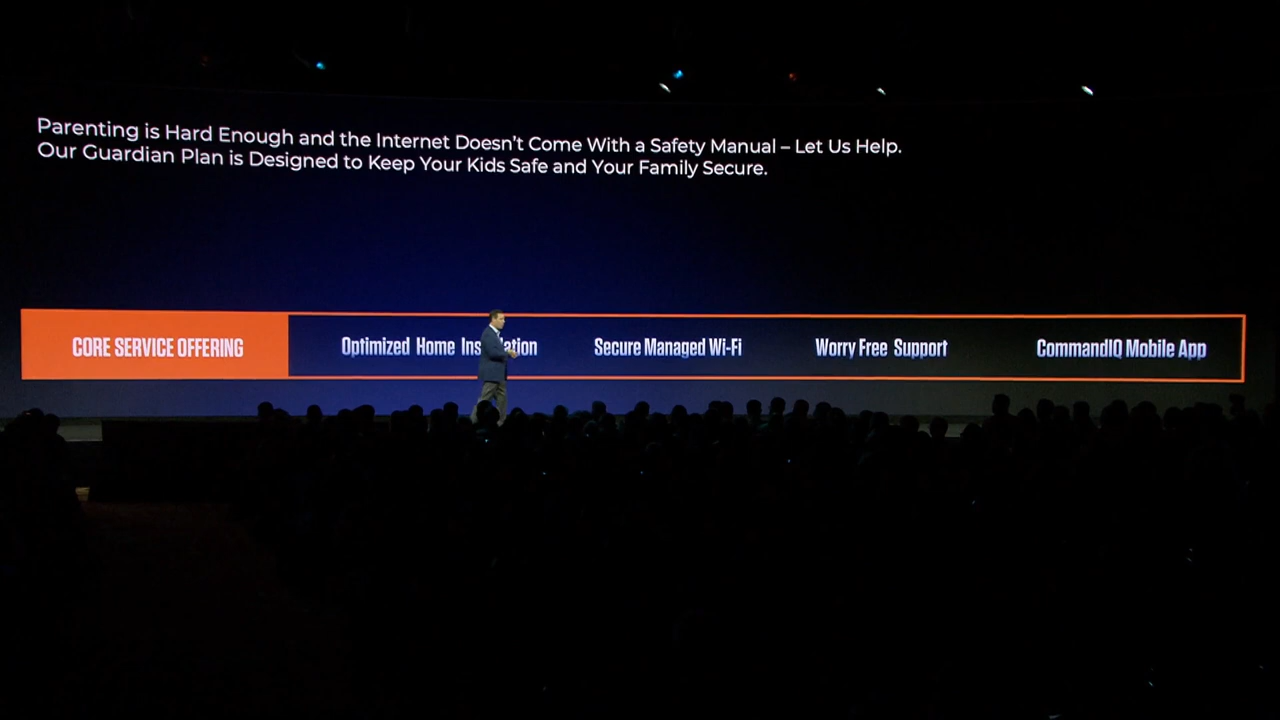 Parenting is Hard Enough and the Internet Doesn't Come With a Safety Manual – Let Us Help.
Our Guardian Plan is Designed to Keep Your Kids Safe and Your Family Secure.
CORE SERVICE OFFERING
Optimized Home
Secure Managed Wi-Fi
Worry Free Support
CommandIQ Mobile App